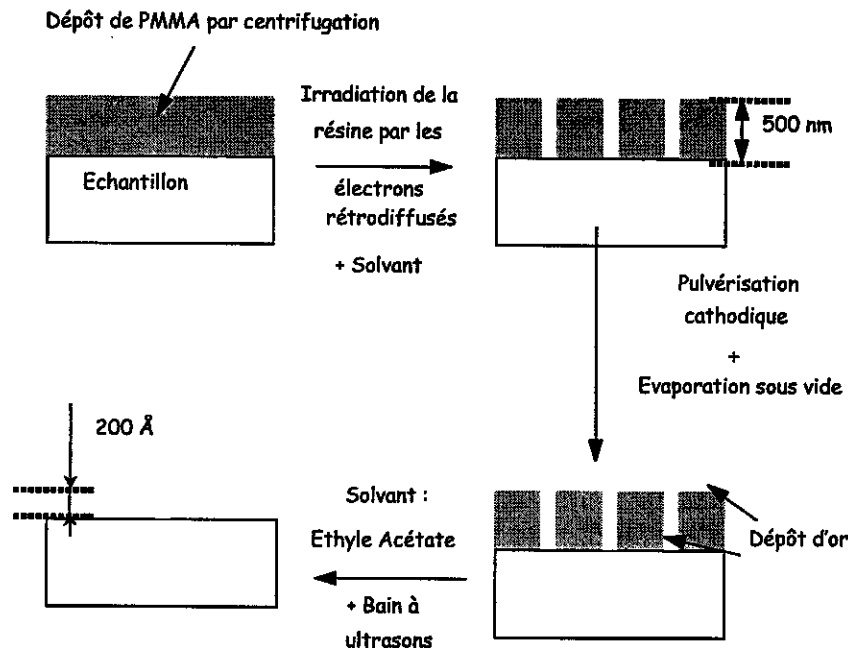 Dépôt de PMMA par centrifugation
Echantillon
Irradiation de la
résine par les
électrons
rétrodiffusés
+ Solvant
500 nm
Pulvérisation
cathodique
+
Evaporation sous vide
200 Å
Solvant :
Ethyle Acétate
+ Bain à
ultrasons
Dépôt d'or